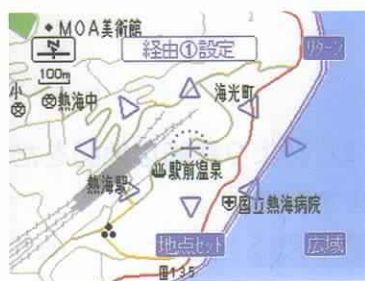 MOA美術館
経由①設定
リターン
100m
小
熱海中
海光町
駅前温泉
熱海駅
国立熱海病院
地点セット
広域
135